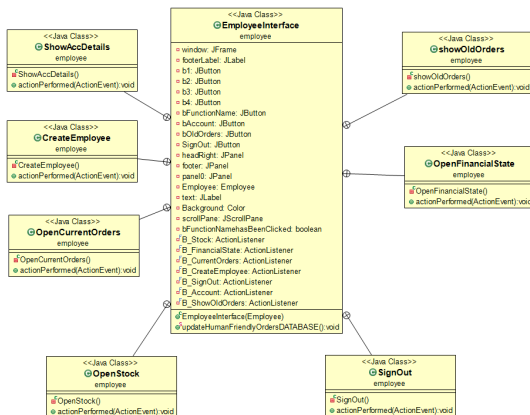 <<Java Class>>
ShowAccDetails
employee
ShowAccDetails()
actionPerformed(ActionEvent):void
<<Java Class>>
CreateEmployee
employee
CreateEmployee()
actionPerformed(ActionEvent):void
<<Java Class>>
OpenCurrentOrders
employee
OpenCurrentOrders()
actionPerformed(ActionEvent):void
<<Java Class>>
OpenStock
employee
OpenStock()
actionPerformed(ActionEvent):void
<<Java Class>>
EmployeeInterface
employee
window: JFrame
footerLabel: JLabel
b1: JButton
b2: JButton
b3: JButton
b4: JButton
bFunctionName: JButton
bAccount: JButton
bOldOrders: JButton
SignOut: JButton
headRight: JPanel
footer: JPanel
panel0: JPanel
Employee: Employee
text: JLabel
Background: Color
scrollPane: JScrollPane
bFunctionNamehasBeenClicked: boolean
B_Stock: ActionListener
B_FinancialState: ActionListener
B_CurrentOrders: ActionListener
B_CreateEmployee: ActionListener
B_SignOut: ActionListener
B_Account: ActionListener
B_ShowOldOrders: ActionListener
EmployeeInterface(Employee)
updateHumanFriendlyOrdersDATABASE():void
<<Java Class>>
showOldOrders
employee
showOldOrders()
actionPerformed(ActionEvent):void
<<Java Class>>
OpenFinancialState
employee
OpenFinancialState()
actionPerformed(ActionEvent):void
<<Java Class>>
SignOut
employee
SignOut()
actionPerformed(ActionEvent):void